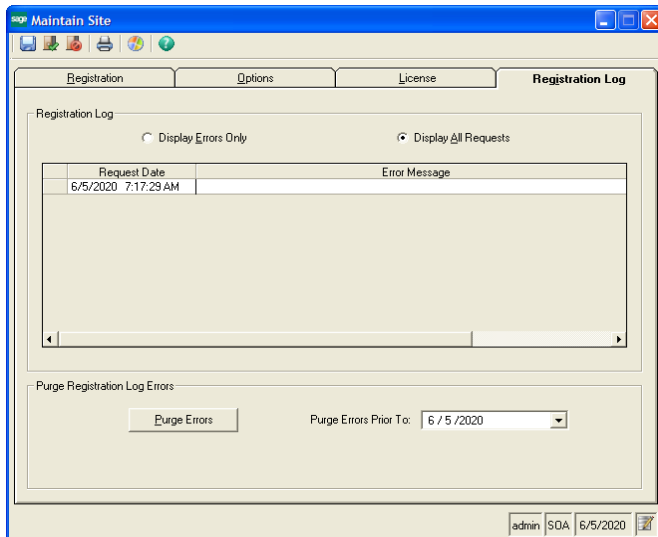 sage Maintain Site
Registration Options License Registration Log
Registration Log
Display Errors Only Display All Requests
Request Date Error Message
6/5/2020 7:17:29 AM
Purge Registration Log Errors
Purge Errors Purge Errors Prior To: 6 / 5 /2020
admin SOA 6/5/2020